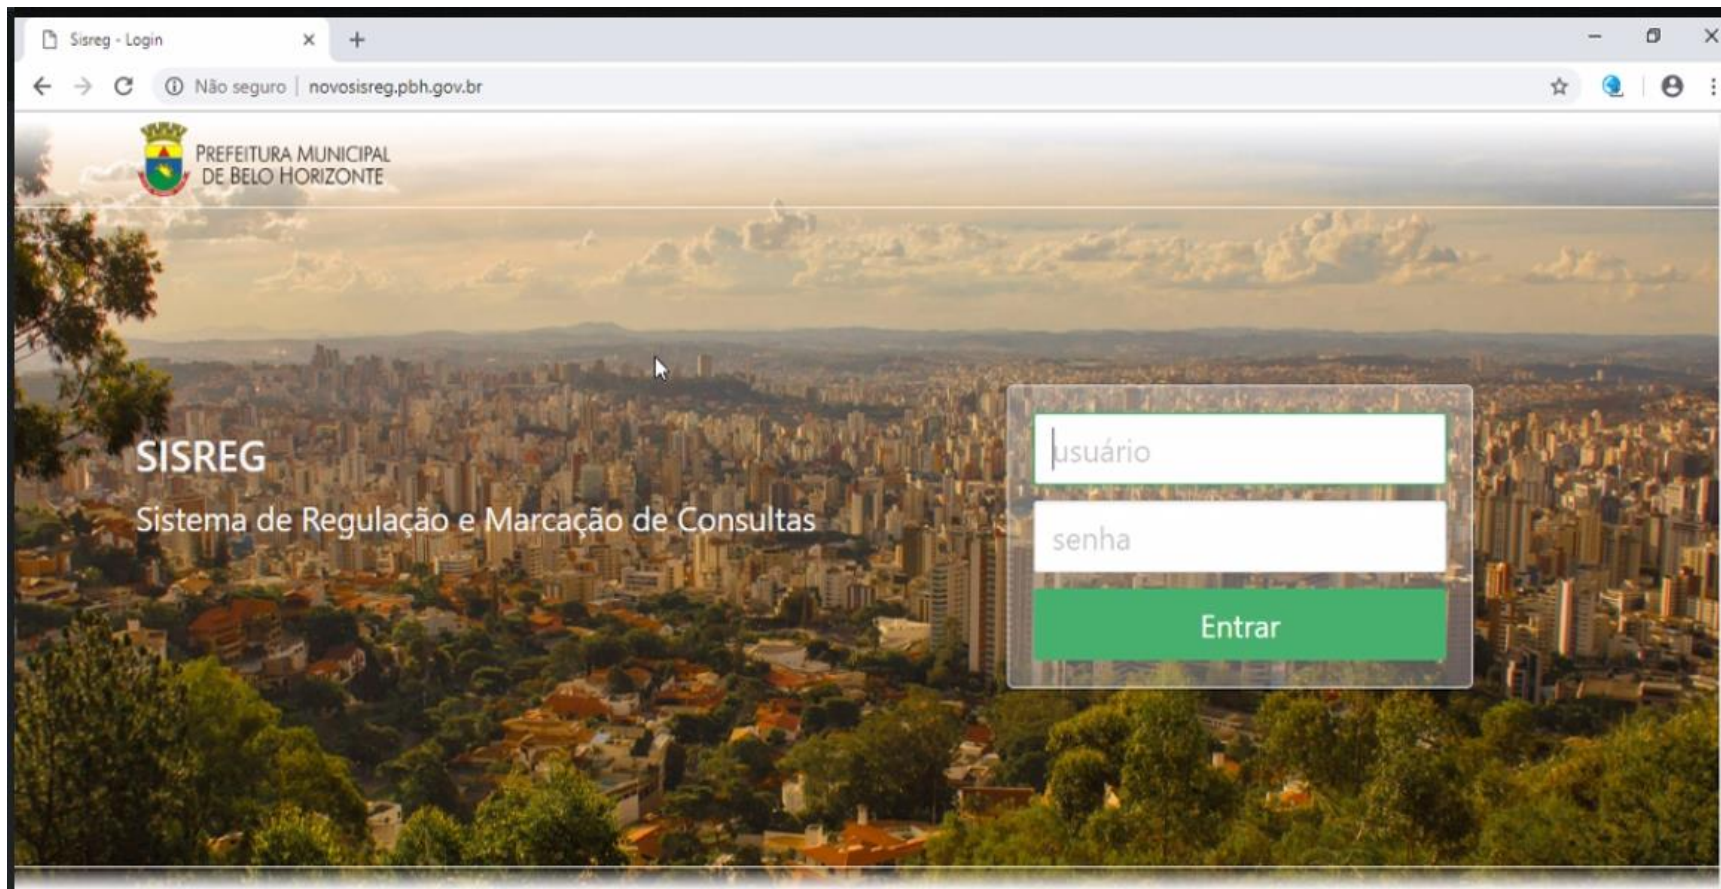 Sisreg - Login
Não seguro | novosisreg.pbh.gov.br
PREFEITURA MUNICIPAL
DE BELO HORIZONTE
SISREG
Sistema de Regulação e Marcação de Consultas
usuário
senha
Entrar